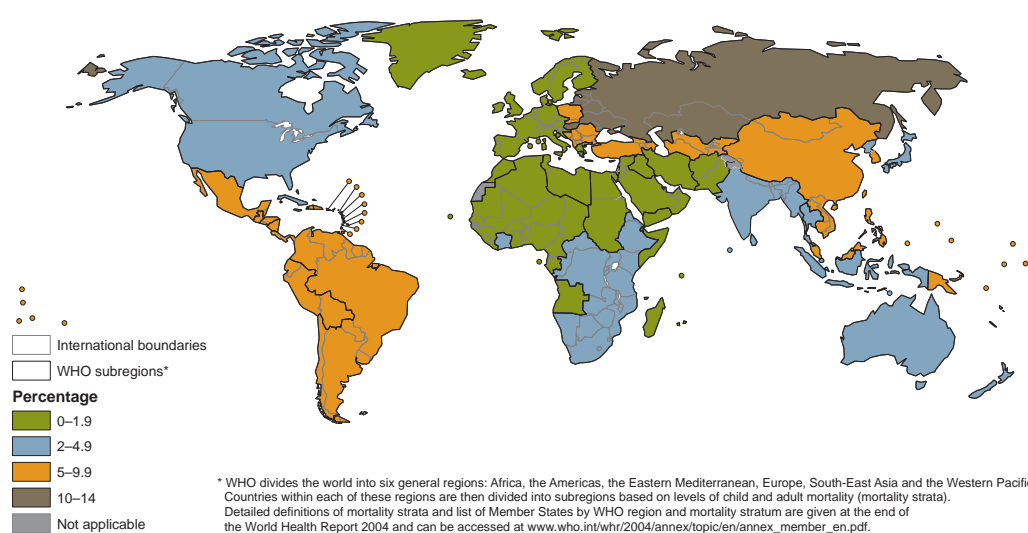 International boundaries
WHO subregions*
Percentage
0–1.9
2–4.9
5–9.9
10–14
Not applicable
* WHO divides the world into six general regions: Africa, the Americas, the Eastern Mediterranean, Europe, South-East Asia and the Western Pacific
Countries within each of these regions are then divided into subregions based on levels of child and adult mortality (mortality strata).
Detailed definitions of mortality strata and list of Member States by WHO region and mortality stratum are given at the end of
the World Health Report 2004 and can be accessed at www.who.int/whr/2004/annex/topic/en/annex_member_en.pdf.